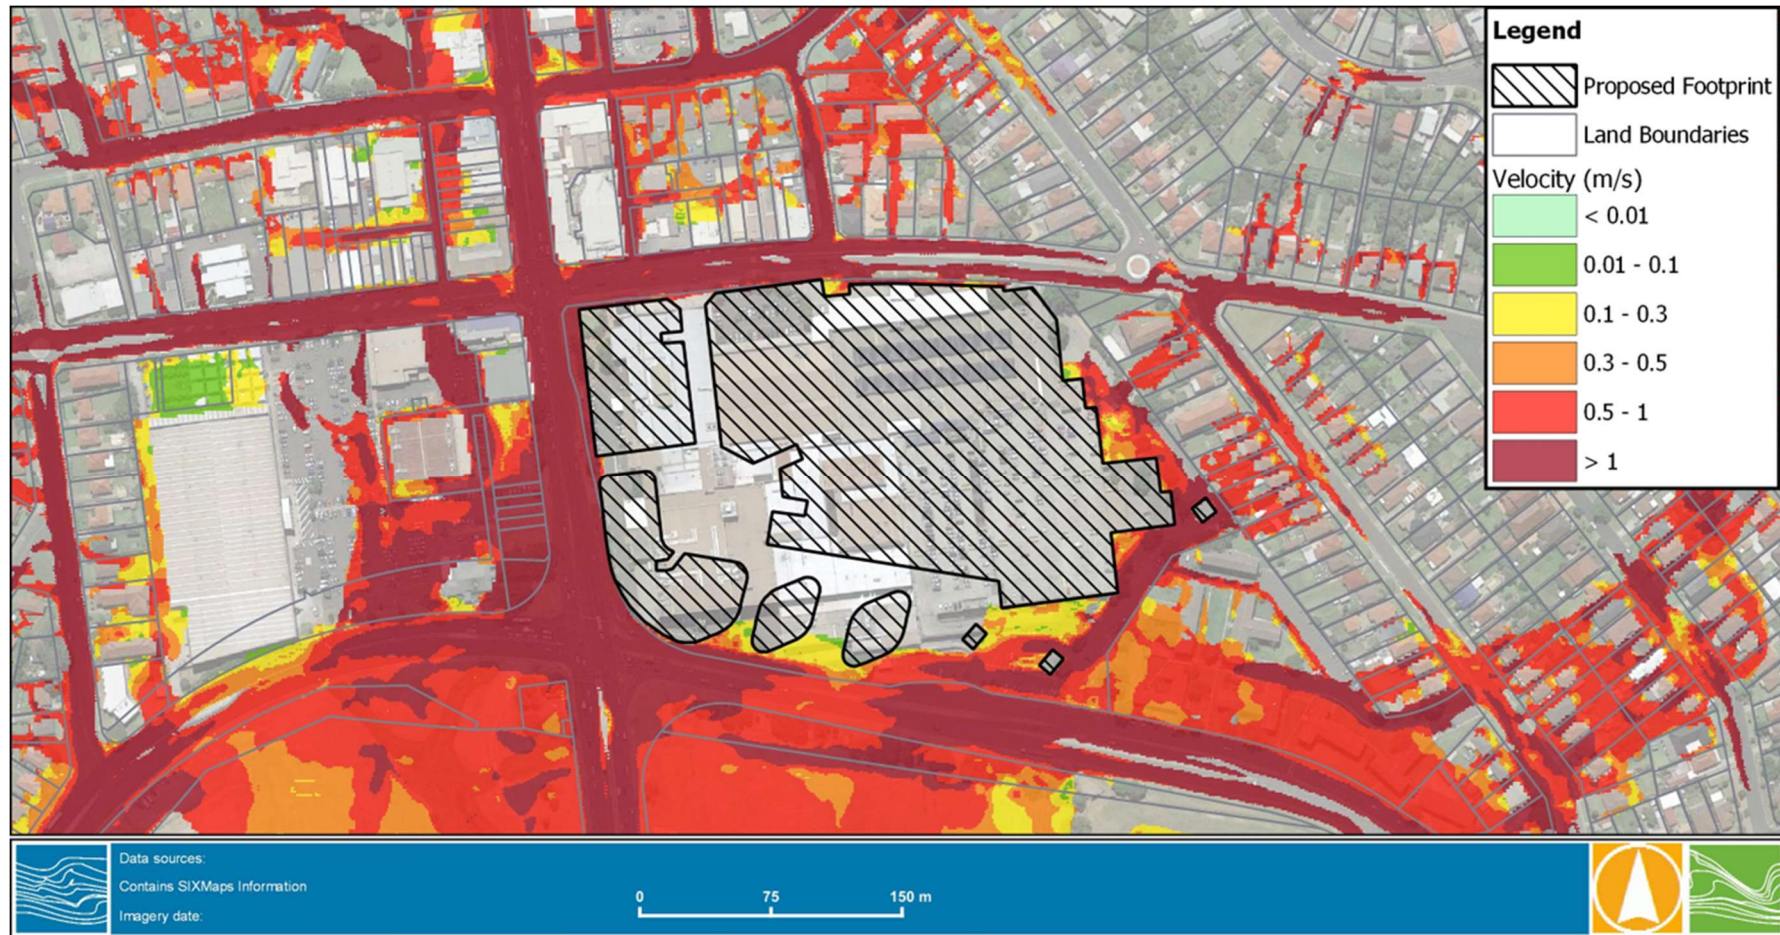 Legend
Proposed Footprint
Land Boundaries
Velocity (m/s)
< 0.01
0.01 - 0.1
0.1 - 0.3
0.3 - 0.5
0.5 - 1
> 1
Data sources:
Contains SIXMaps Information
Imagery date:
0 75 150 m